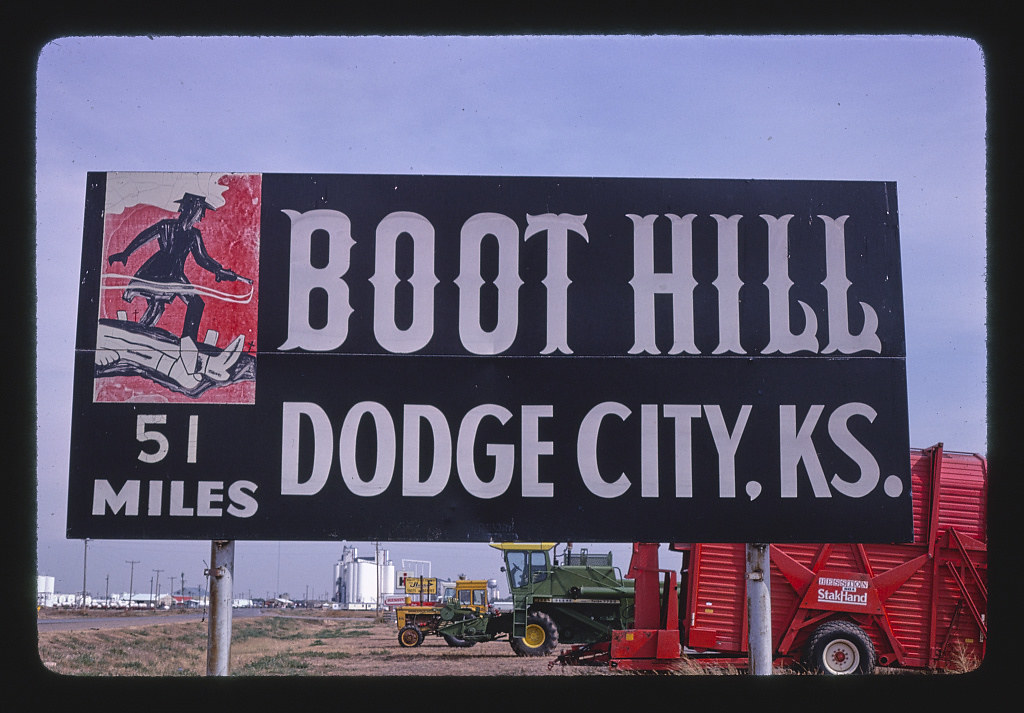 BOOT HILL
51
MILES
DODGE CITY, KS.
HESSTON
StakHand